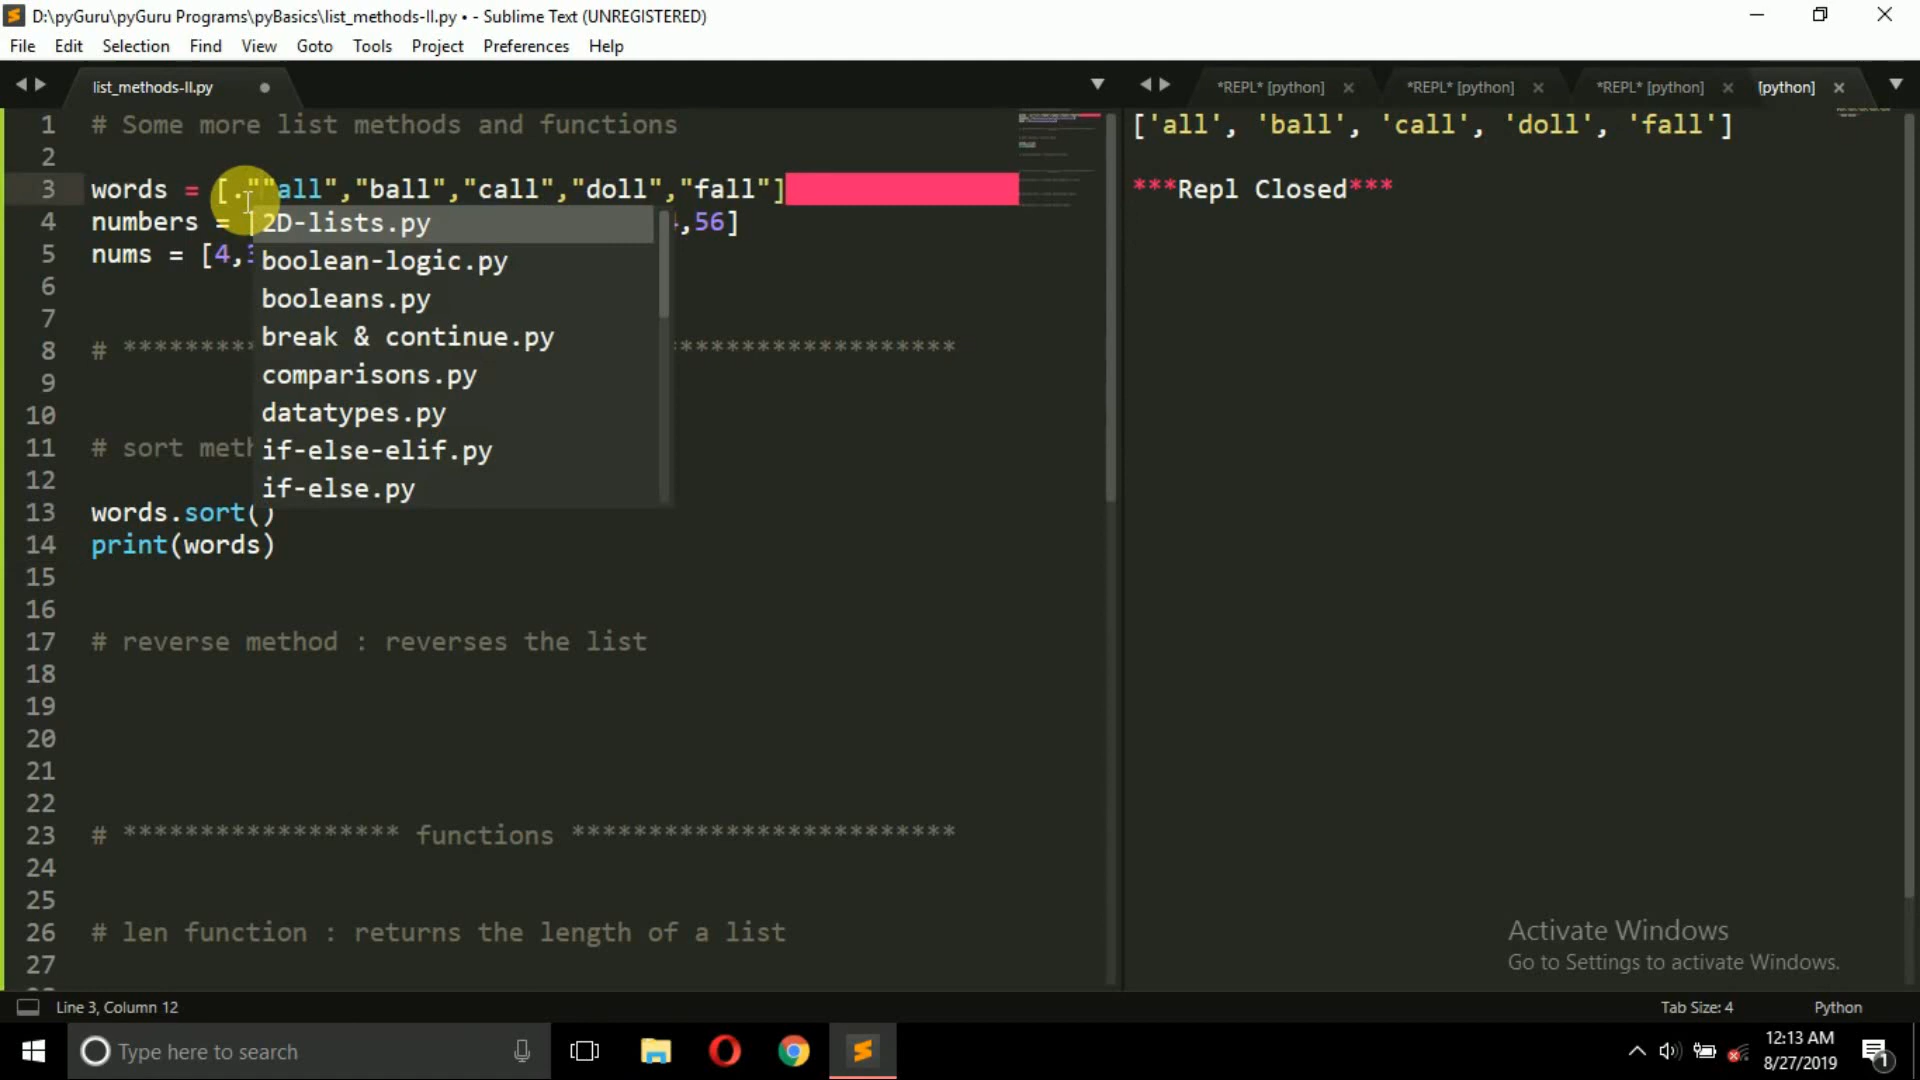 D:\pyGuru\pyGuru Programs\pyBasics\list_methods-II.py • - Sublime Text (UNREGISTERED)
File Edit Selection Find View Goto Tools Project Preferences Help
list_methods-II.py
*REPL* [python] *REPL* [python] *REPL* [python] [python]
1 # Some more list methods and functions
2
3 words = [.""all","ball","call","doll","fall"]
4 numbers = [ ,56]
5 nums = [4,
6
7
8 # ********* ******************
9
10
11 # sort meth
12
13 words.sort()
14 print(words)
15
16
17 # reverse method : reverses the list
18
19
20
21
22
23 # ****************** functions *************************
24
25
26 # len function : returns the length of a list
27
2D-lists.py
boolean-logic.py
booleans.py
break & continue.py
comparisons.py
datatypes.py
if-else-elif.py
if-else.py
['all', 'ball', 'call', 'doll', 'fall']
***Repl Closed***
Activate Windows
Go to Settings to activate Windows.
Line 3, Column 12
Tab Size: 4 Python
Type here to search
12:13 AM
8/27/2019
1